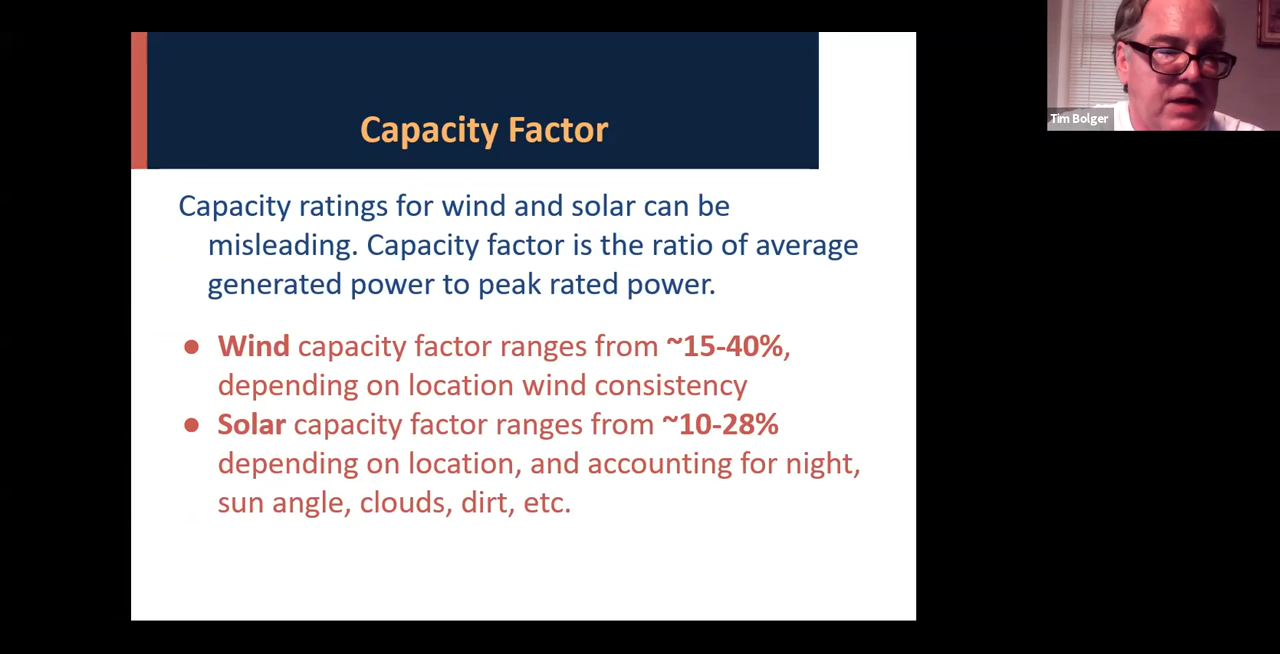 Capacity Factor
Tim Bolger
Capacity ratings for wind and solar can be
misleading. Capacity factor is the ratio of average
generated power to peak rated power.
● Wind capacity factor ranges from ~15-40%,
depending on location wind consistency
● Solar capacity factor ranges from ~10-28%
depending on location, and accounting for night,
sun angle, clouds, dirt, etc.